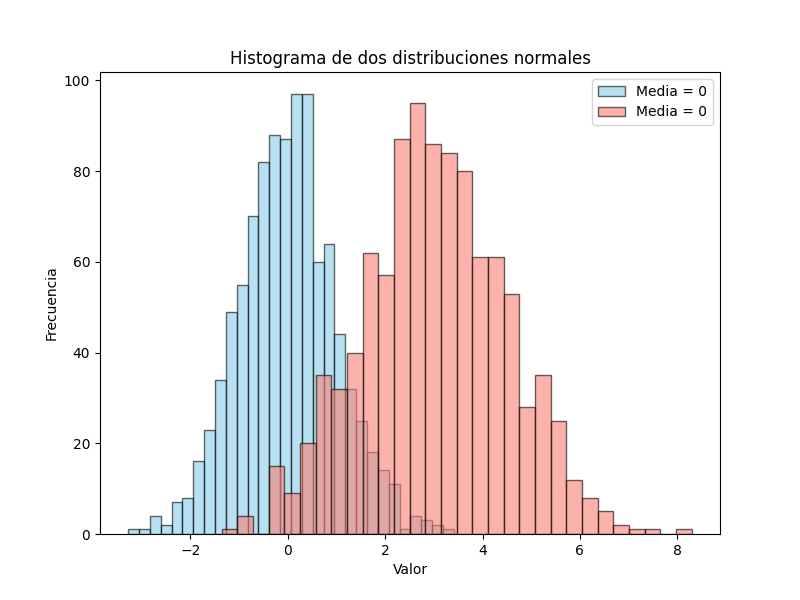 Histograma de dos distribuciones normales
Media = 0
Media = 0
Frecuencia
100
80
60
40
20
0
−2
0
2
4
6
8
Valor